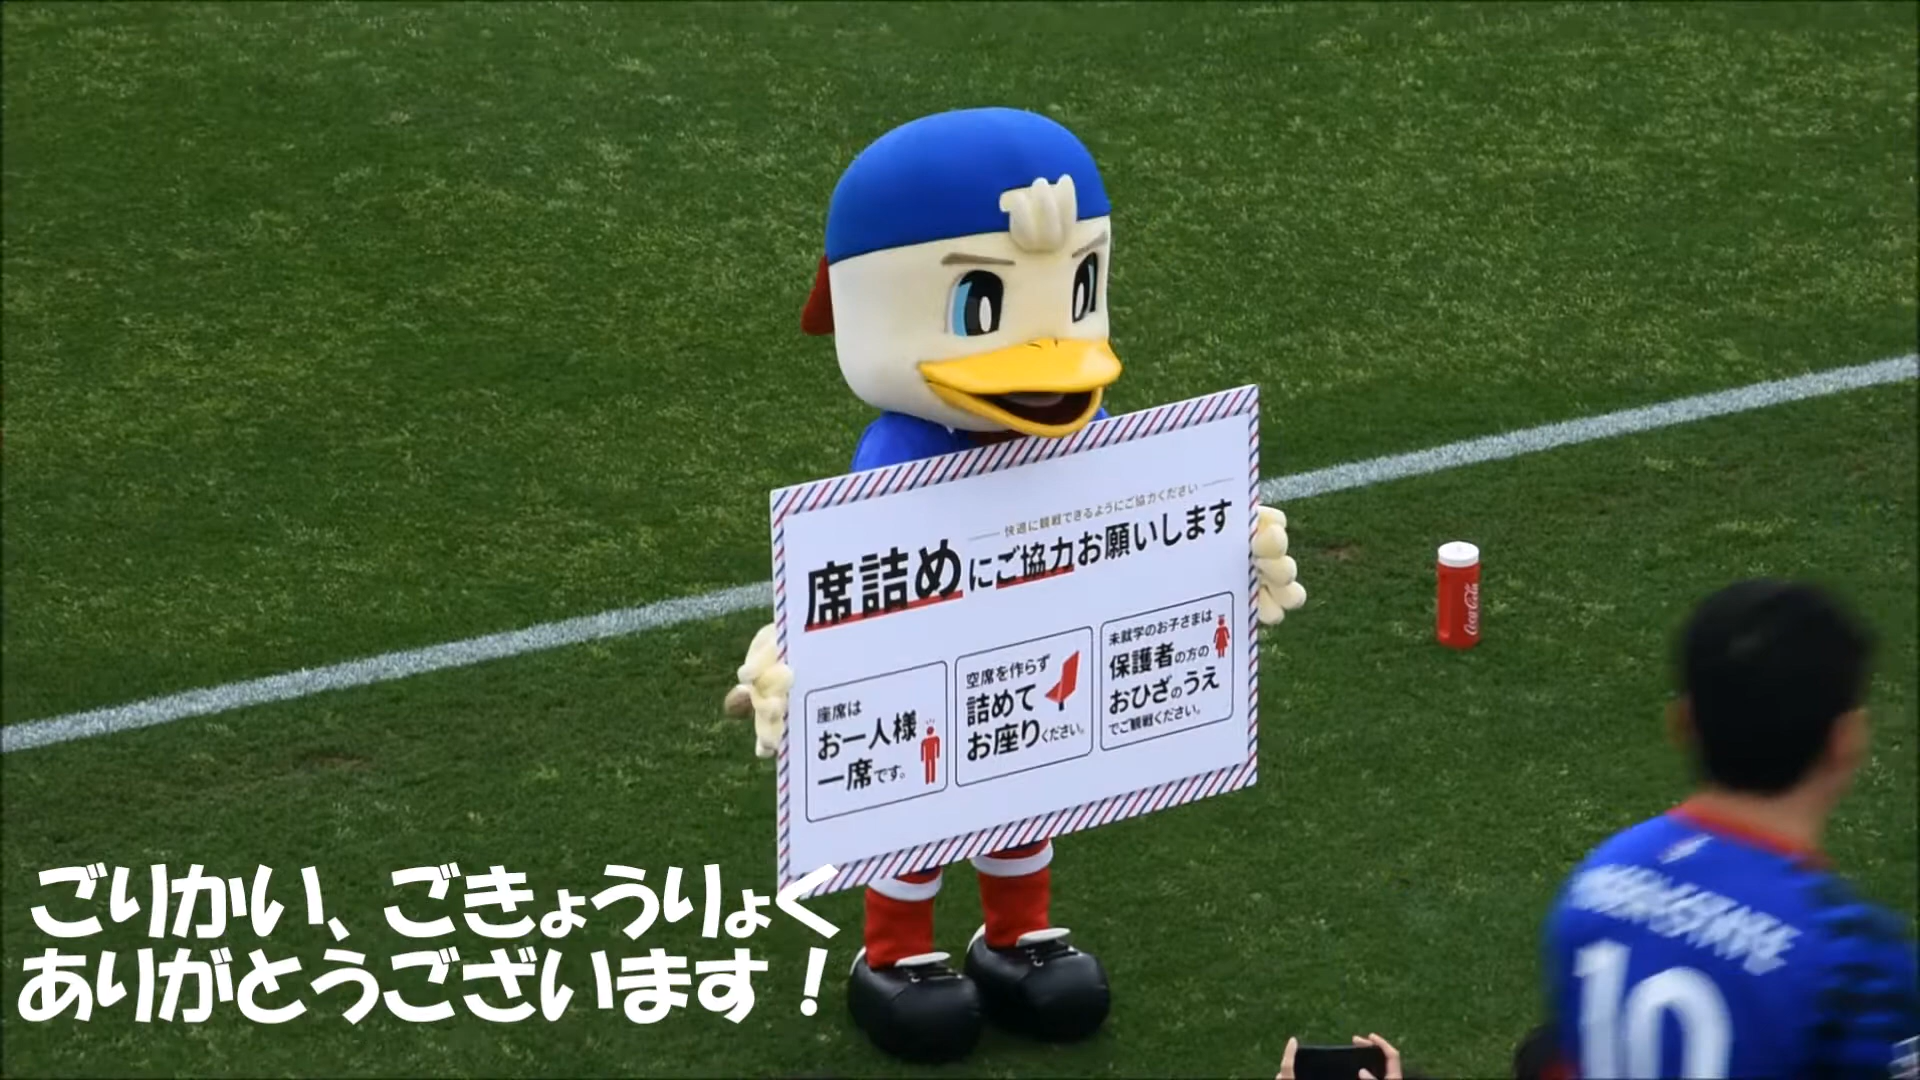 快適に観戦できるようにご協力ください
席詰めにご協力お願いします
座席は
お一人様
一席です。
空席を作らず
詰めて
お座りください。
未就学のお子さまは
保護者の方の
おひざのうえ
でご観戦ください。
Coca-Cola
10
ごりかい、ごきょうりょく
ありがとうございます！